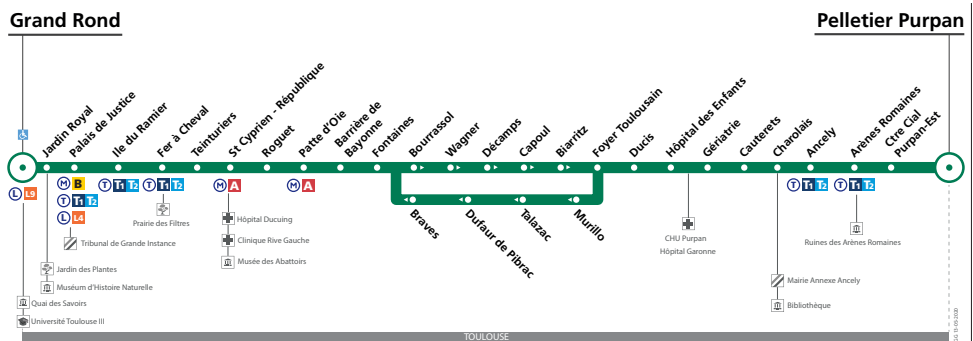 Grand Rond
Pelletier Purpan
Jardin Royal
Palais de Justice
Ile du Ramier
Fer à Cheval
Teinturiers
St Cyprien - République
Roguet
Patte d'Oie
Barrière de
Bayonne
Fontaines
Bourrassol
Wagner
Décamps
Capoul
Biarritz
Foyer Toulousain
Ducis
Hôpital des Enfants
Gériatrie
Cauterets
Charolais
Ancely
Arènes Romaines
Ctre Cial
Purpan-Est
Braves
Dufaur de Pibrac
Talazac
Murillo
L L9
M B
T T1 T2
L L4
T T1 T2
T T1 T2
M A
M A
T T1 T2
T T1 T2
Prairie des Filtres
Tribunal de Grande Instance
Jardin des Plantes
Muséum d'Histoire Naturelle
Quai des Savoirs
Université Toulouse III
Hôpital Ducuing
Clinique Rive Gauche
Musée des Abattoirs
CHU Purpan
Hôpital Garonne
Mairie Annexe Ancely
Bibliothèque
Ruines des Arènes Romaines
TOULOUSE